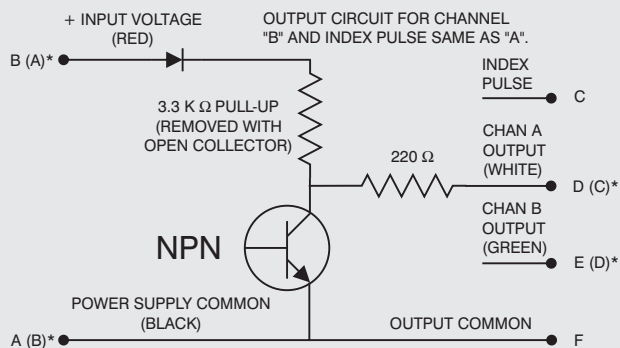 + INPUT VOLTAGE
(RED)
OUTPUT CIRCUIT FOR CHANNEL
"B" AND INDEX PULSE SAME AS "A".
B (A)*
INDEX
PULSE
C
3.3 K Ω PULL-UP
(REMOVED WITH
OPEN COLLECTOR)
220 Ω
CHAN A
OUTPUT
(WHITE)
D (C)*
CHAN B
OUTPUT
(GREEN)
E (D)*
NPN
POWER SUPPLY COMMON
(BLACK)
OUTPUT COMMON
A (B)*
F